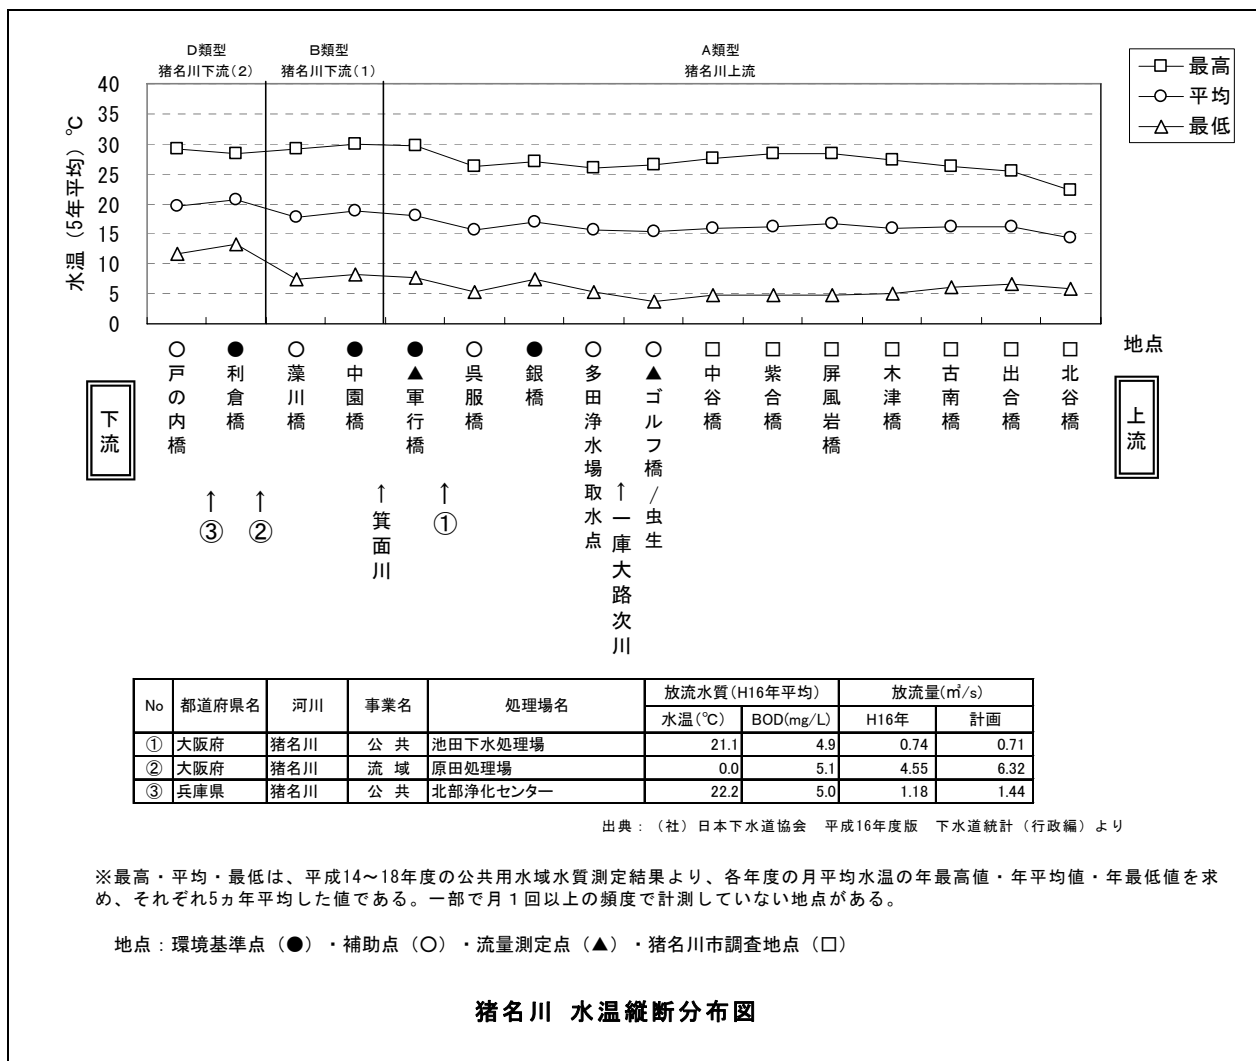 D類型
猪名川下流(2)
B類型
猪名川下流(1)
A類型
猪名川上流
最高
平均
最低
水温（5年平均）℃
40
35
30
25
20
15
10
5
0
地点
下流
上流
○戸の内橋
●利倉橋
○藻川橋
●中園橋
●▲軍行橋
○呉服橋
●銀橋
○多田浄水場取水点
○▲ゴルフ橋/虫生
□中谷橋
□紫合橋
□屏風岩橋
□木津橋
□古南橋
□出合橋
□北谷橋
↑③
↑②
↑箕面川
↑①
↑一庫大路次川
No 都道府県名 河川 事業名 処理場名 放流水質(H16年平均) 放流量(㎥/s)
水温(℃) BOD(mg/L) H16年 計画
① 大阪府 猪名川 公 共 池田下水処理場 21.1 4.9 0.74 0.71
② 大阪府 猪名川 流 域 原田処理場 0.0 5.1 4.55 6.32
③ 兵庫県 猪名川 公 共 北部浄化センター 22.2 5.0 1.18 1.44
出典：（社）日本下水道協会　平成16年度版　下水道統計（行政編）より
※最高・平均・最低は、平成14～18年度の公共用水域水質測定結果より、各年度の月平均水温の年最高値・年平均値・年最低値を求
め、それぞれ5ヵ年平均した値である。一部で月１回以上の頻度で計測していない地点がある。
地点：環境基準点（●）・補助点（○）・流量測定点（▲）・猪名川市調査地点（□）
猪名川 水温縦断分布図